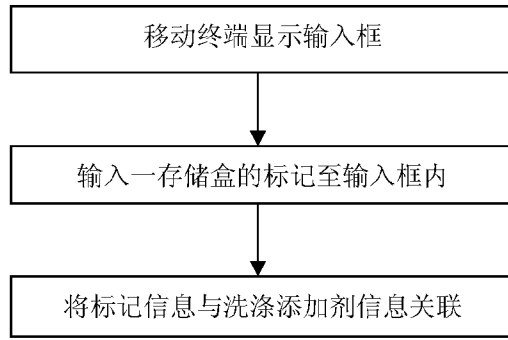 移动终端显示输入框
输入一存储盒的标记至输入框内
将标记信息与洗涤添加剂信息关联